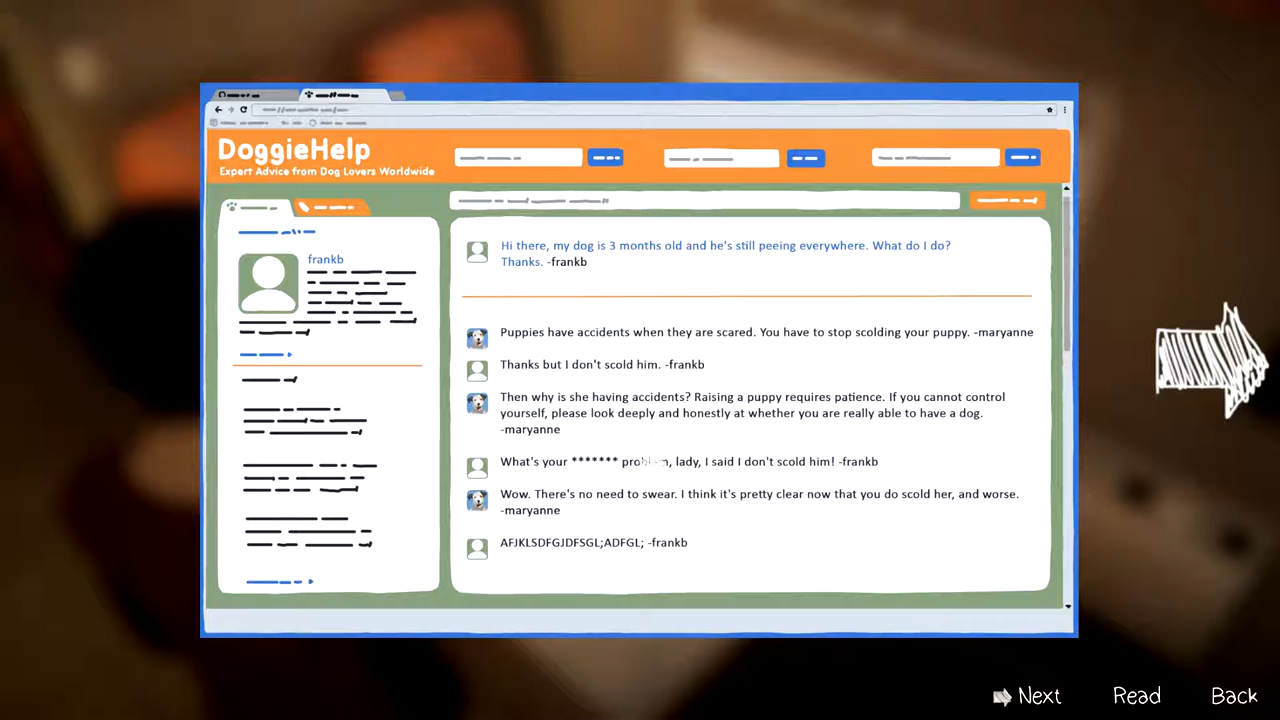 DoggieHelp
Expert Advice from Dog Lovers Worldwide
frankb
Hi there, my dog is 3 months old and he's still peeing everywhere. What do I do?
Thanks. -frankb
Puppies have accidents when they are scared. You have to stop scolding your puppy. -maryanne
Thanks but I don't scold him. -frankb
Then why is she having accidents? Raising a puppy requires patience. If you cannot control
yourself, please look deeply and honestly at whether you are really able to have a dog.
-maryanne
What's your ******* problem, lady, I said I don't scold him! -frankb
Wow. There's no need to swear. I think it's pretty clear now that you do scold her, and worse.
-maryanne
AFJKLSDFGJDFSGL;ADFGL; -frankb
Next Read Back